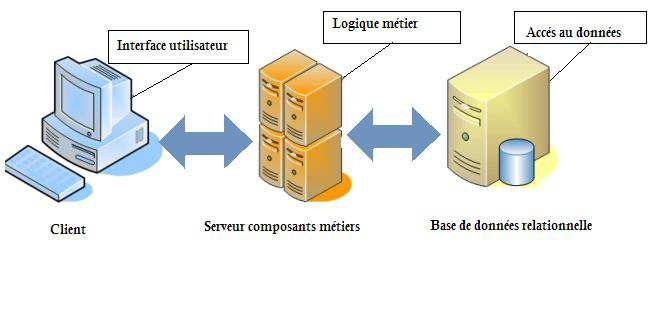 Interface utilisateur
Logique métier
Accés au données
Client
Serveur composants métiers
Base de données relationnelle